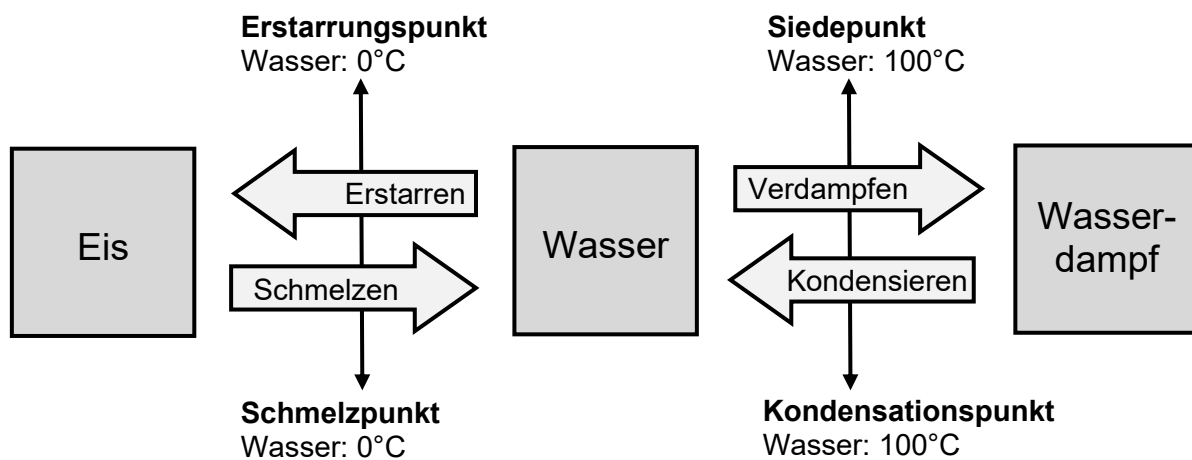 Erstarrungspunkt
Wasser: 0°C
Siedepunkt
Wasser: 100°C
Eis
Erstarren
Schmelzen
Wasser
Verdampfen
Kondensieren
Wasser-
dampf
Schmelzpunkt
Wasser: 0°C
Kondensationspunkt
Wasser: 100°C